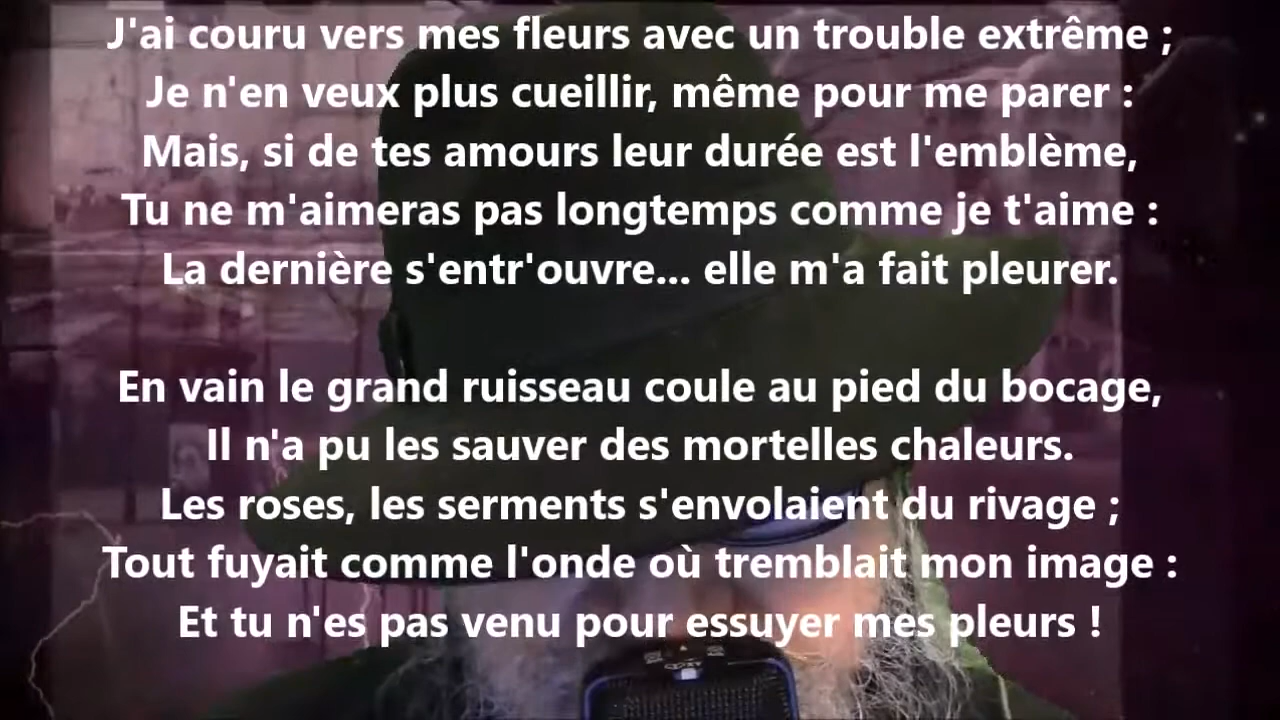 J'ai couru vers mes fleurs avec un trouble extrême ;
Je n'en veux plus cueillir, même pour me parer :
Mais, si de tes amours leur durée est l'emblème,
Tu ne m'aimeras pas longtemps comme je t'aime :
La dernière s'entr'ouvre... elle m'a fait pleurer.
En vain le grand ruisseau coule au pied du bocage,
Il n'a pu les sauver des mortelles chaleurs.
Les roses, les serments s'envolaient du rivage ;
Tout fuyait comme l'onde où tremblait mon image :
Et tu n'es pas venu pour essuyer mes pleurs !